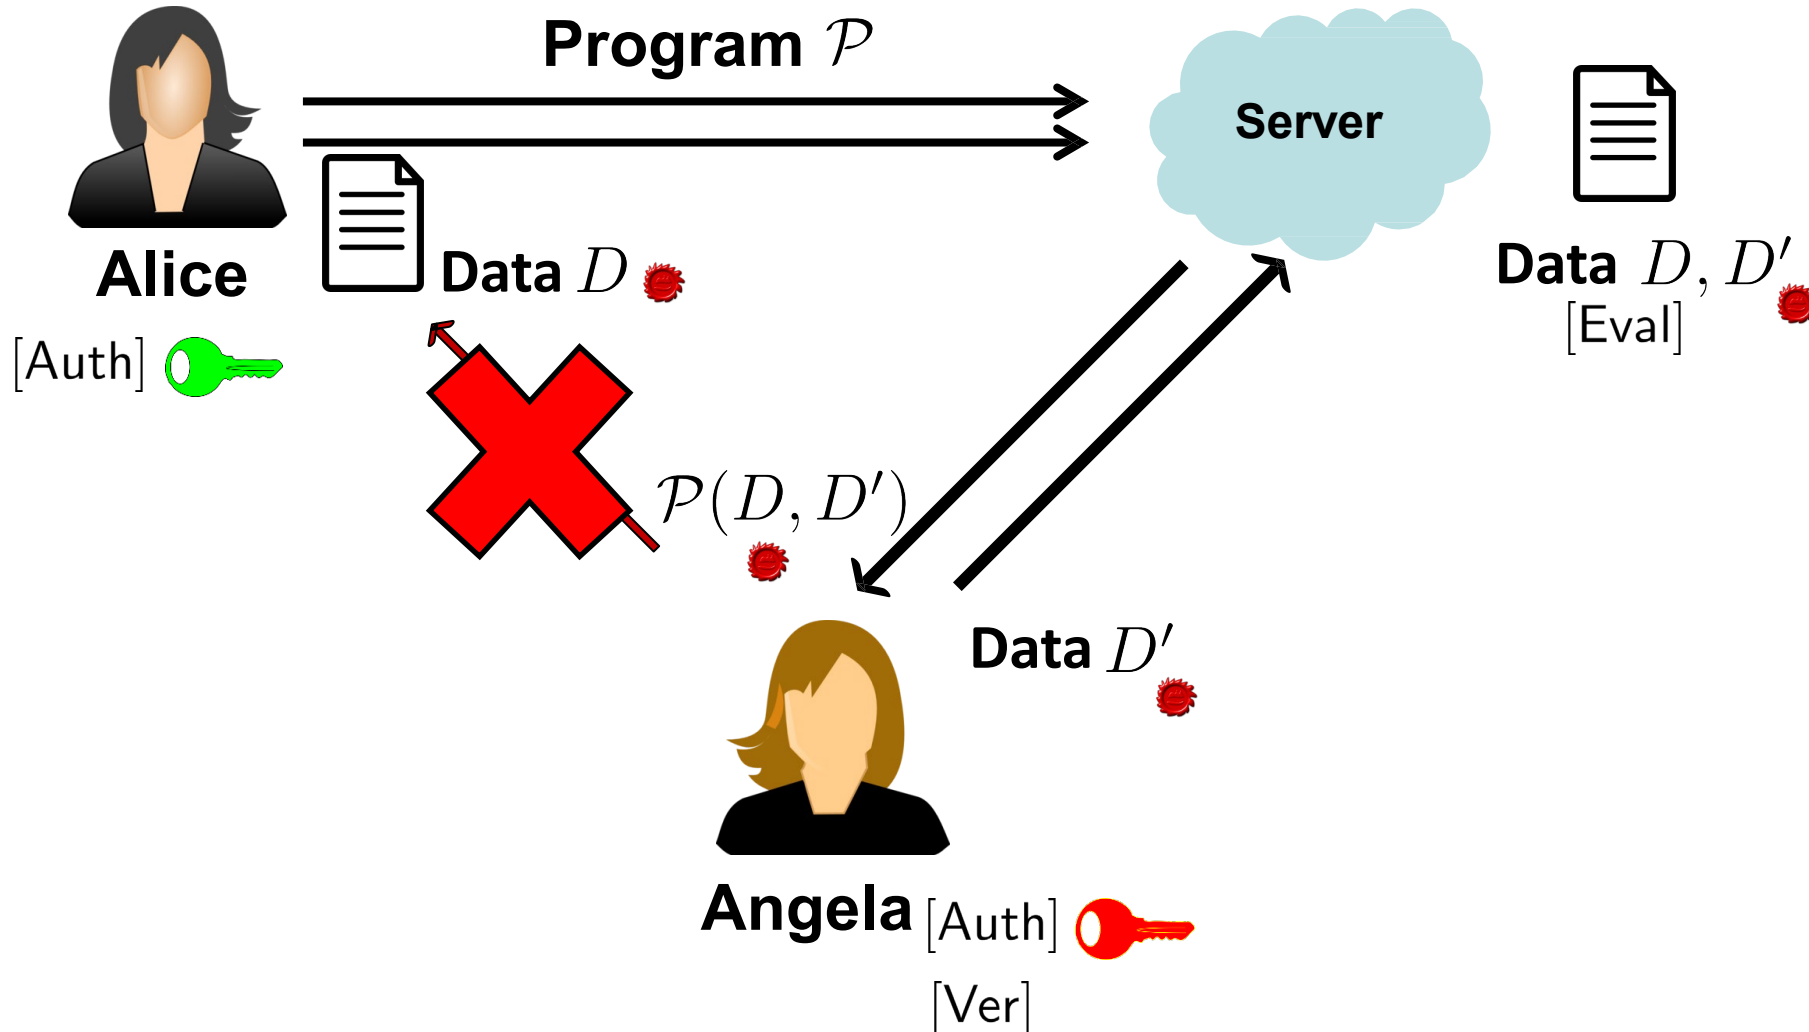 Program 𝒫
Server
Alice
Data D
Data D, D′
[Eval]
[Auth]
𝒫(D, D′)
Data D′
Angela [Auth]
[Ver]